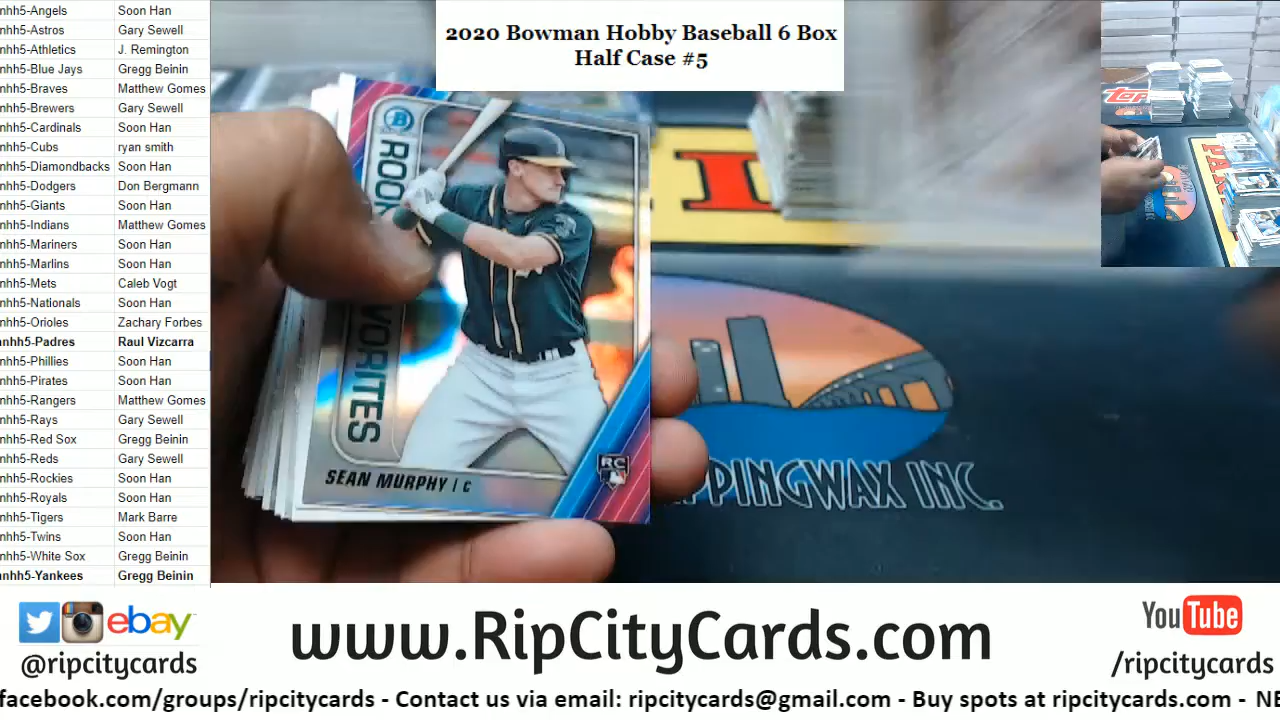 2020 Bowman Hobby Baseball 6 Box
Half Case #5
nhh5-Angels Soon Han
nhh5-Astros Gary Sewell
nhh5-Athletics J. Remington
nhh5-Blue Jays Gregg Beinin
nhh5-Braves Matthew Gomes
nhh5-Brewers Gary Sewell
nhh5-Cardinals Soon Han
nhh5-Cubs ryan smith
nhh5-Diamondbacks Soon Han
nhh5-Dodgers Don Bergmann
nhh5-Giants Soon Han
nhh5-Indians Matthew Gomes
nhh5-Mariners Soon Han
nhh5-Marlins Soon Han
nhh5-Mets Caleb Vogt
nhh5-Nationals Soon Han
nhh5-Orioles Zachary Forbes
nhh5-Padres Raul Vizcarra
nhh5-Phillies Soon Han
nhh5-Pirates Soon Han
nhh5-Rangers Matthew Gomes
nhh5-Rays Gary Sewell
nhh5-Red Sox Gregg Beinin
nhh5-Reds Gary Sewell
nhh5-Rockies Soon Han
nhh5-Royals Soon Han
nhh5-Tigers Mark Barre
nhh5-Twins Soon Han
nhh5-White Sox Gregg Beinin
nhh5-Yankees Gregg Beinin
B
ROOK
VORITES
SEAN MURPHY | C
RC
PPINGWAX INC.
ebay
@ripcitycards
www.RipCityCards.com
YouTube
/ripcitycards
facebook.com/groups/ripcitycards - Contact us via email: ripcitycards@gmail.com - Buy spots at ripcitycards.com - NE